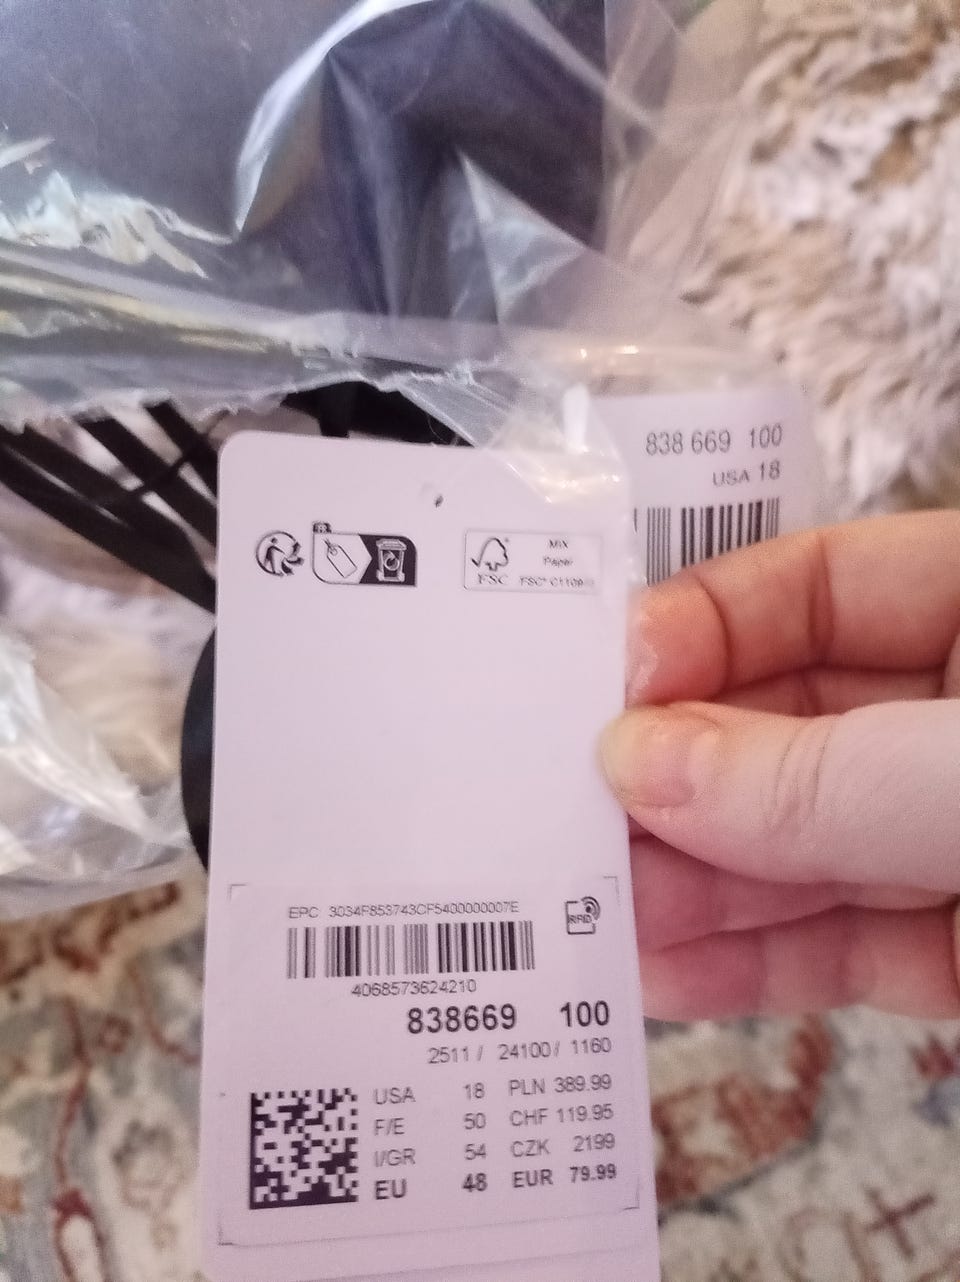 838 669 100
USA 18
FR
MIX
Paper
FSC
EPC 3034F853743CF5400000007E
RFID
4068573624210
838669 100
2511 / 24100 / 1160
USA 18 PLN 389.99
F/E 50 CHF 119.95
I/GR 54 CZK 2199
EU 48 EUR 79.99